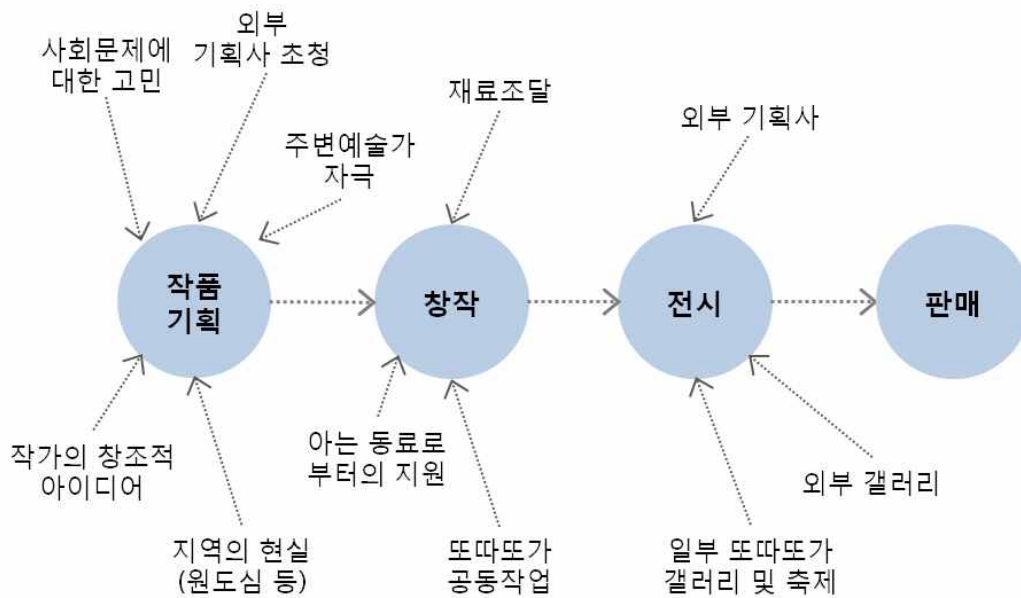 사회문제에
대한 고민
외부
기획사 초청
주변예술가
자극
재료조달
외부 기획사
작품
기획
창작
전시
판매
작가의 창조적
아이디어
지역의 현실
(원도심 등)
아는 동료로
부터의 지원
또따또가
공동작업
일부 또따또가
갤러리 및 축제
외부 갤러리